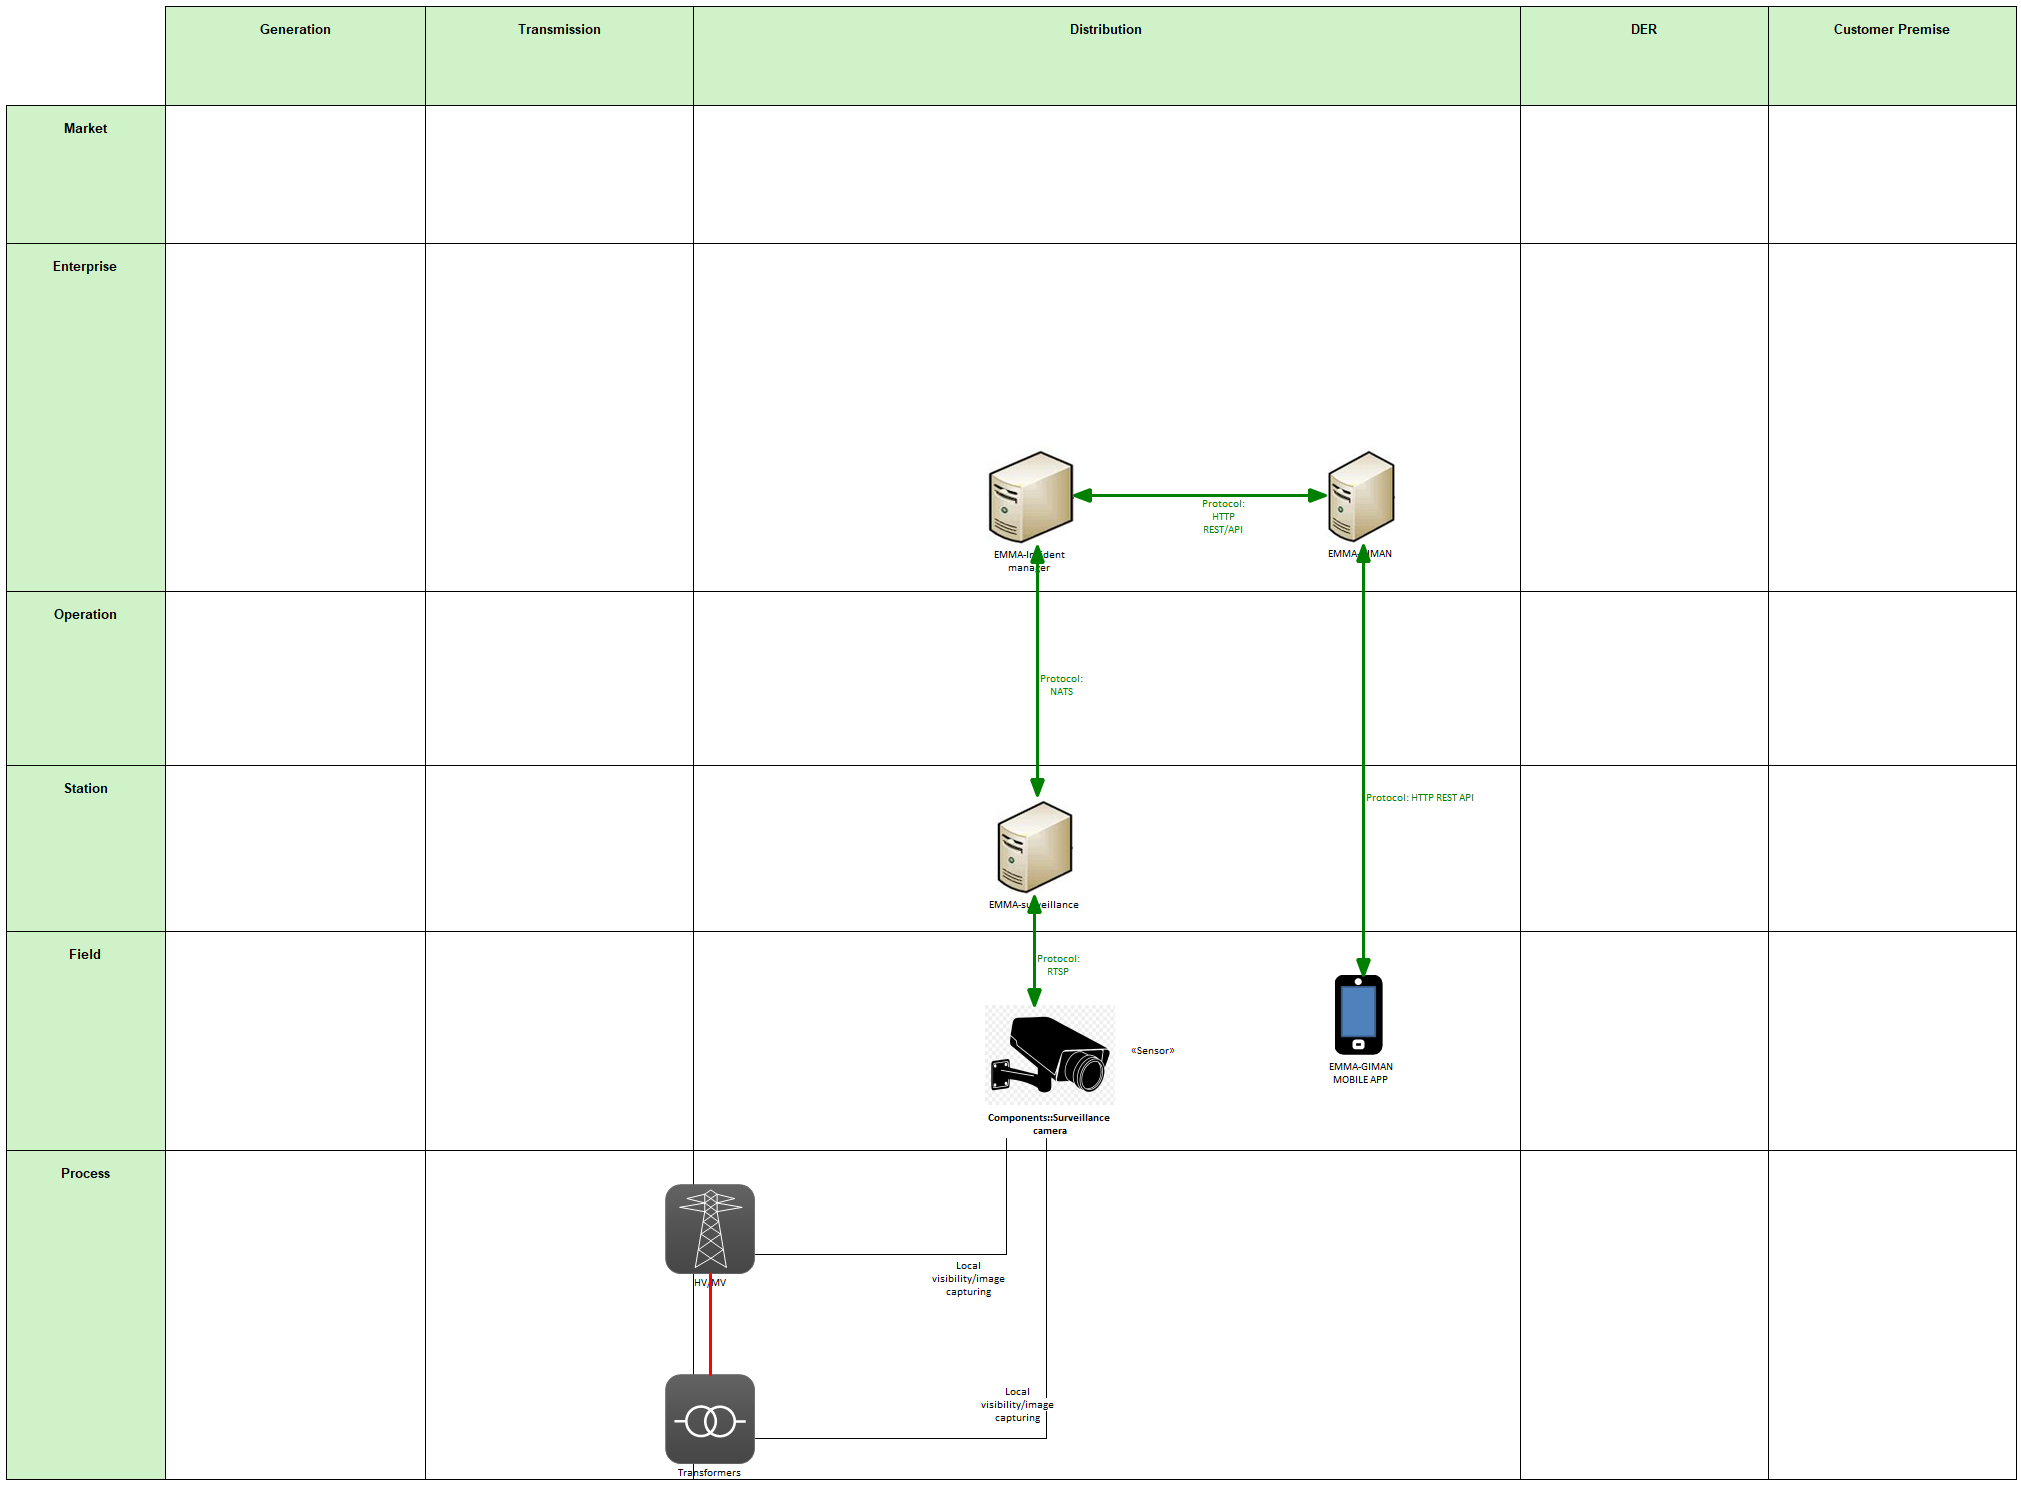 Generation
Transmission
Distribution
DER
Customer Premise
Market
Enterprise
Protocol:
HTTP
REST/API
EMMA-Incident
manager
EMMA-GIMAN
Operation
Protocol:
NATS
Station
Protocol: HTTP REST API
EMMA-surveillance
Field
Protocol:
RTSP
«Sensor»
EMMA-GIMAN
MOBILE APP
Components::Surveillance
camera
Process
HV/MV
Local
visibility/image
capturing
Local
visibility/image
capturing
Transformers